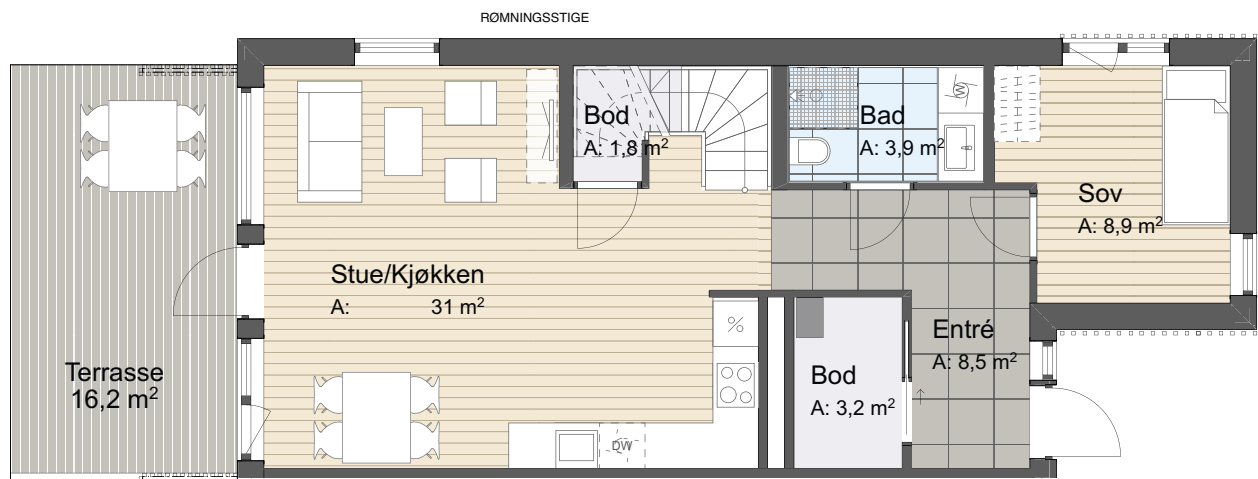 RØMNINGSSTIGE
Bod
A: 1,8 m²
Bad
A: 3,9 m²
W
Sov
A: 8,9 m²
Stue/Kjøkken
A: 31 m²
%
Entré
A: 8,5 m²
Terrasse
16,2 m²
Bod
A: 3,2 m²
DW